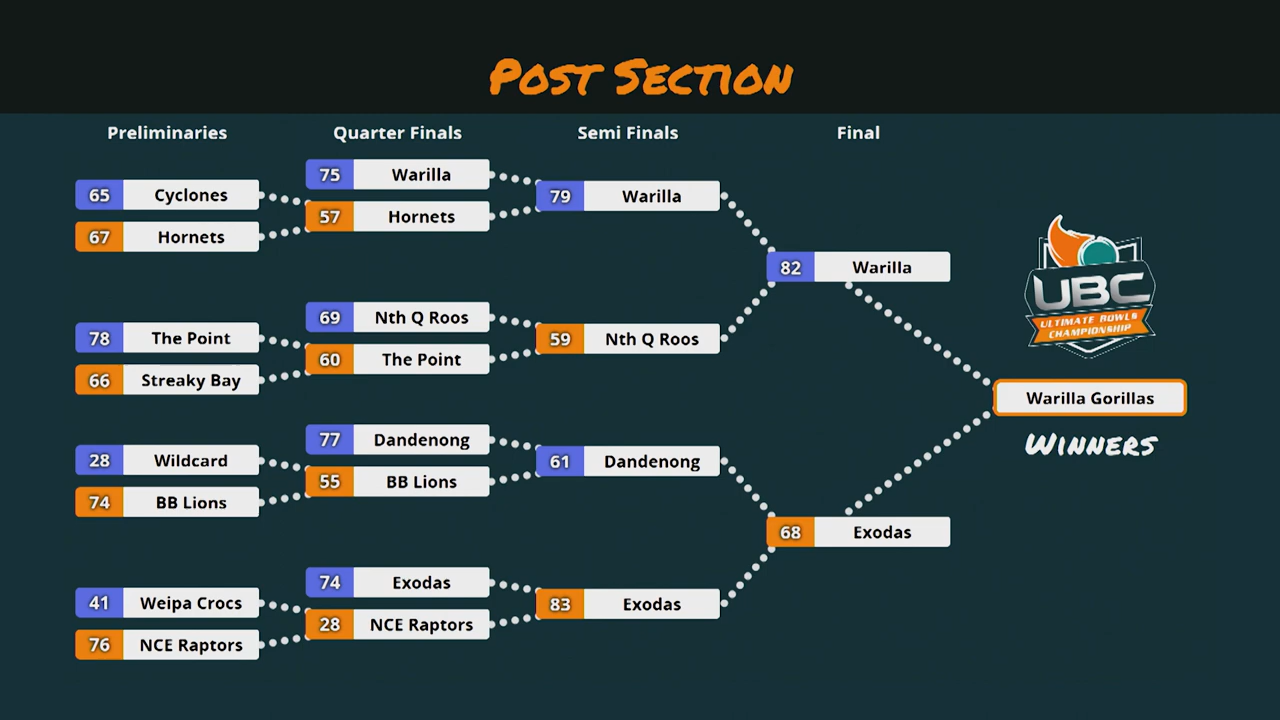 Post Section
Preliminaries
Quarter Finals
Semi Finals
Final
65 Cyclones
67 Hornets
78 The Point
66 Streaky Bay
28 Wildcard
74 BB Lions
41 Weipa Crocs
76 NCE Raptors
75 Warilla
57 Hornets
69 Nth Q Roos
60 The Point
77 Dandenong
55 BB Lions
74 Exodas
28 NCE Raptors
79 Warilla
59 Nth Q Roos
61 Dandenong
83 Exodas
82 Warilla
68 Exodas
UBC
ULTIMATE BOWLS
CHAMPIONSHIP
Warilla Gorillas
Winners